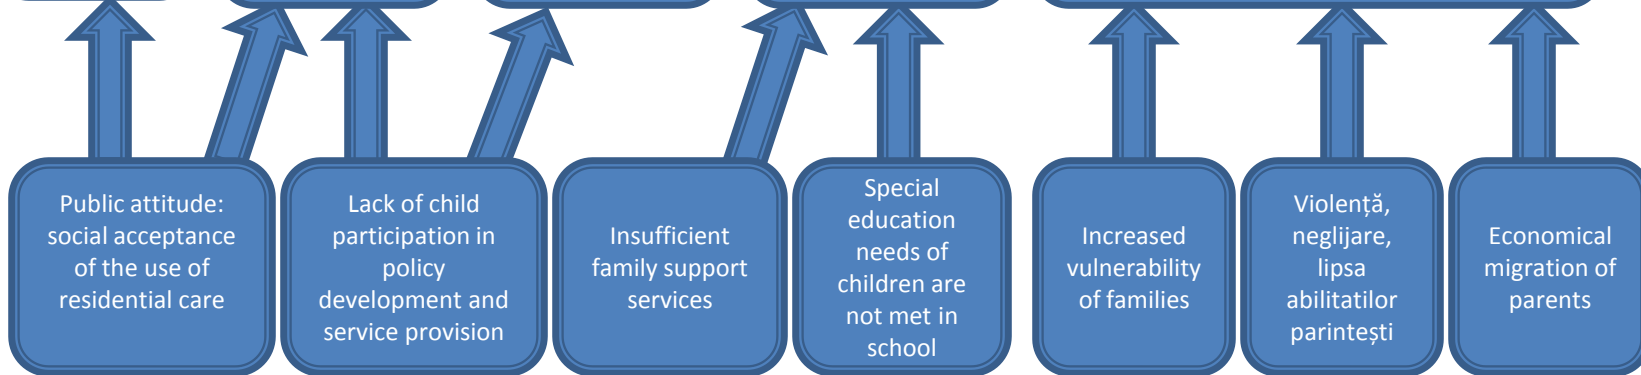 Public attitude:
social acceptance
of the use of
residential care
Lack of child
participation in
policy
development and
service provision
Insufficient
family support
services
Special
education
needs of
children are
not met in
school
Increased
vulnerability
of families
Violență,
neglijare,
lipsa
abilitatilor
parintești
Economical
migration of
parents